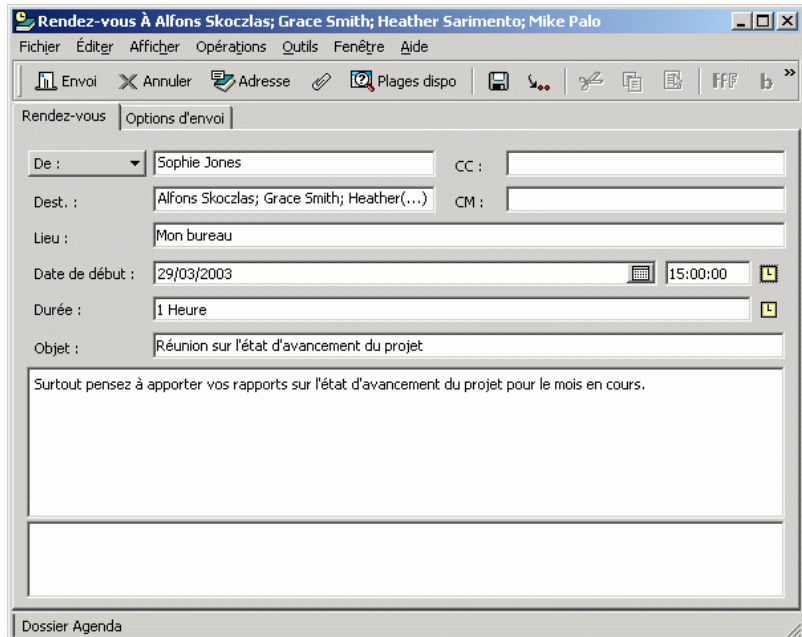 Rendez-vous À Alfons Skoczlas; Grace Smith; Heather Sarimento; Mike Palo
Fichier Éditer Afficher Opérations Outils Fenêtre Aide
Envoi Annuler Adresse Plages dispo FfF b »
Rendez-vous Options d'envoi
De : Sophie Jones CC :
Dest. : Alfons Skoczlas; Grace Smith; Heather(...) CM :
Lieu : Mon bureau
Date de début : 29/03/2003 15:00:00
Durée : 1 Heure
Objet : Réunion sur l'état d'avancement du projet
Surtout pensez à apporter vos rapports sur l'état d'avancement du projet pour le mois en cours.
Dossier Agenda